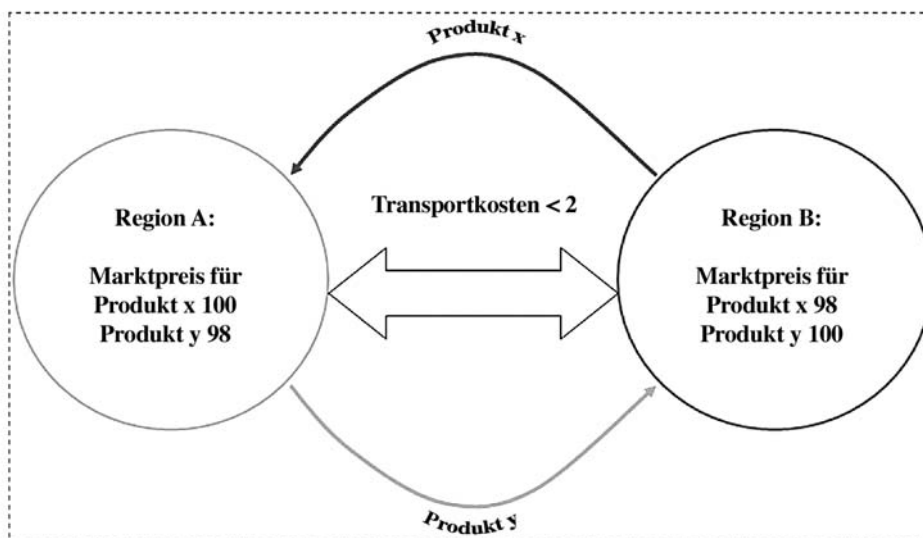 Produkt x
Transportkosten < 2
Region A:
Marktpreis für
Produkt x 100
Produkt y 98
Region B:
Marktpreis für
Produkt x 98
Produkt y 100
Produkt y